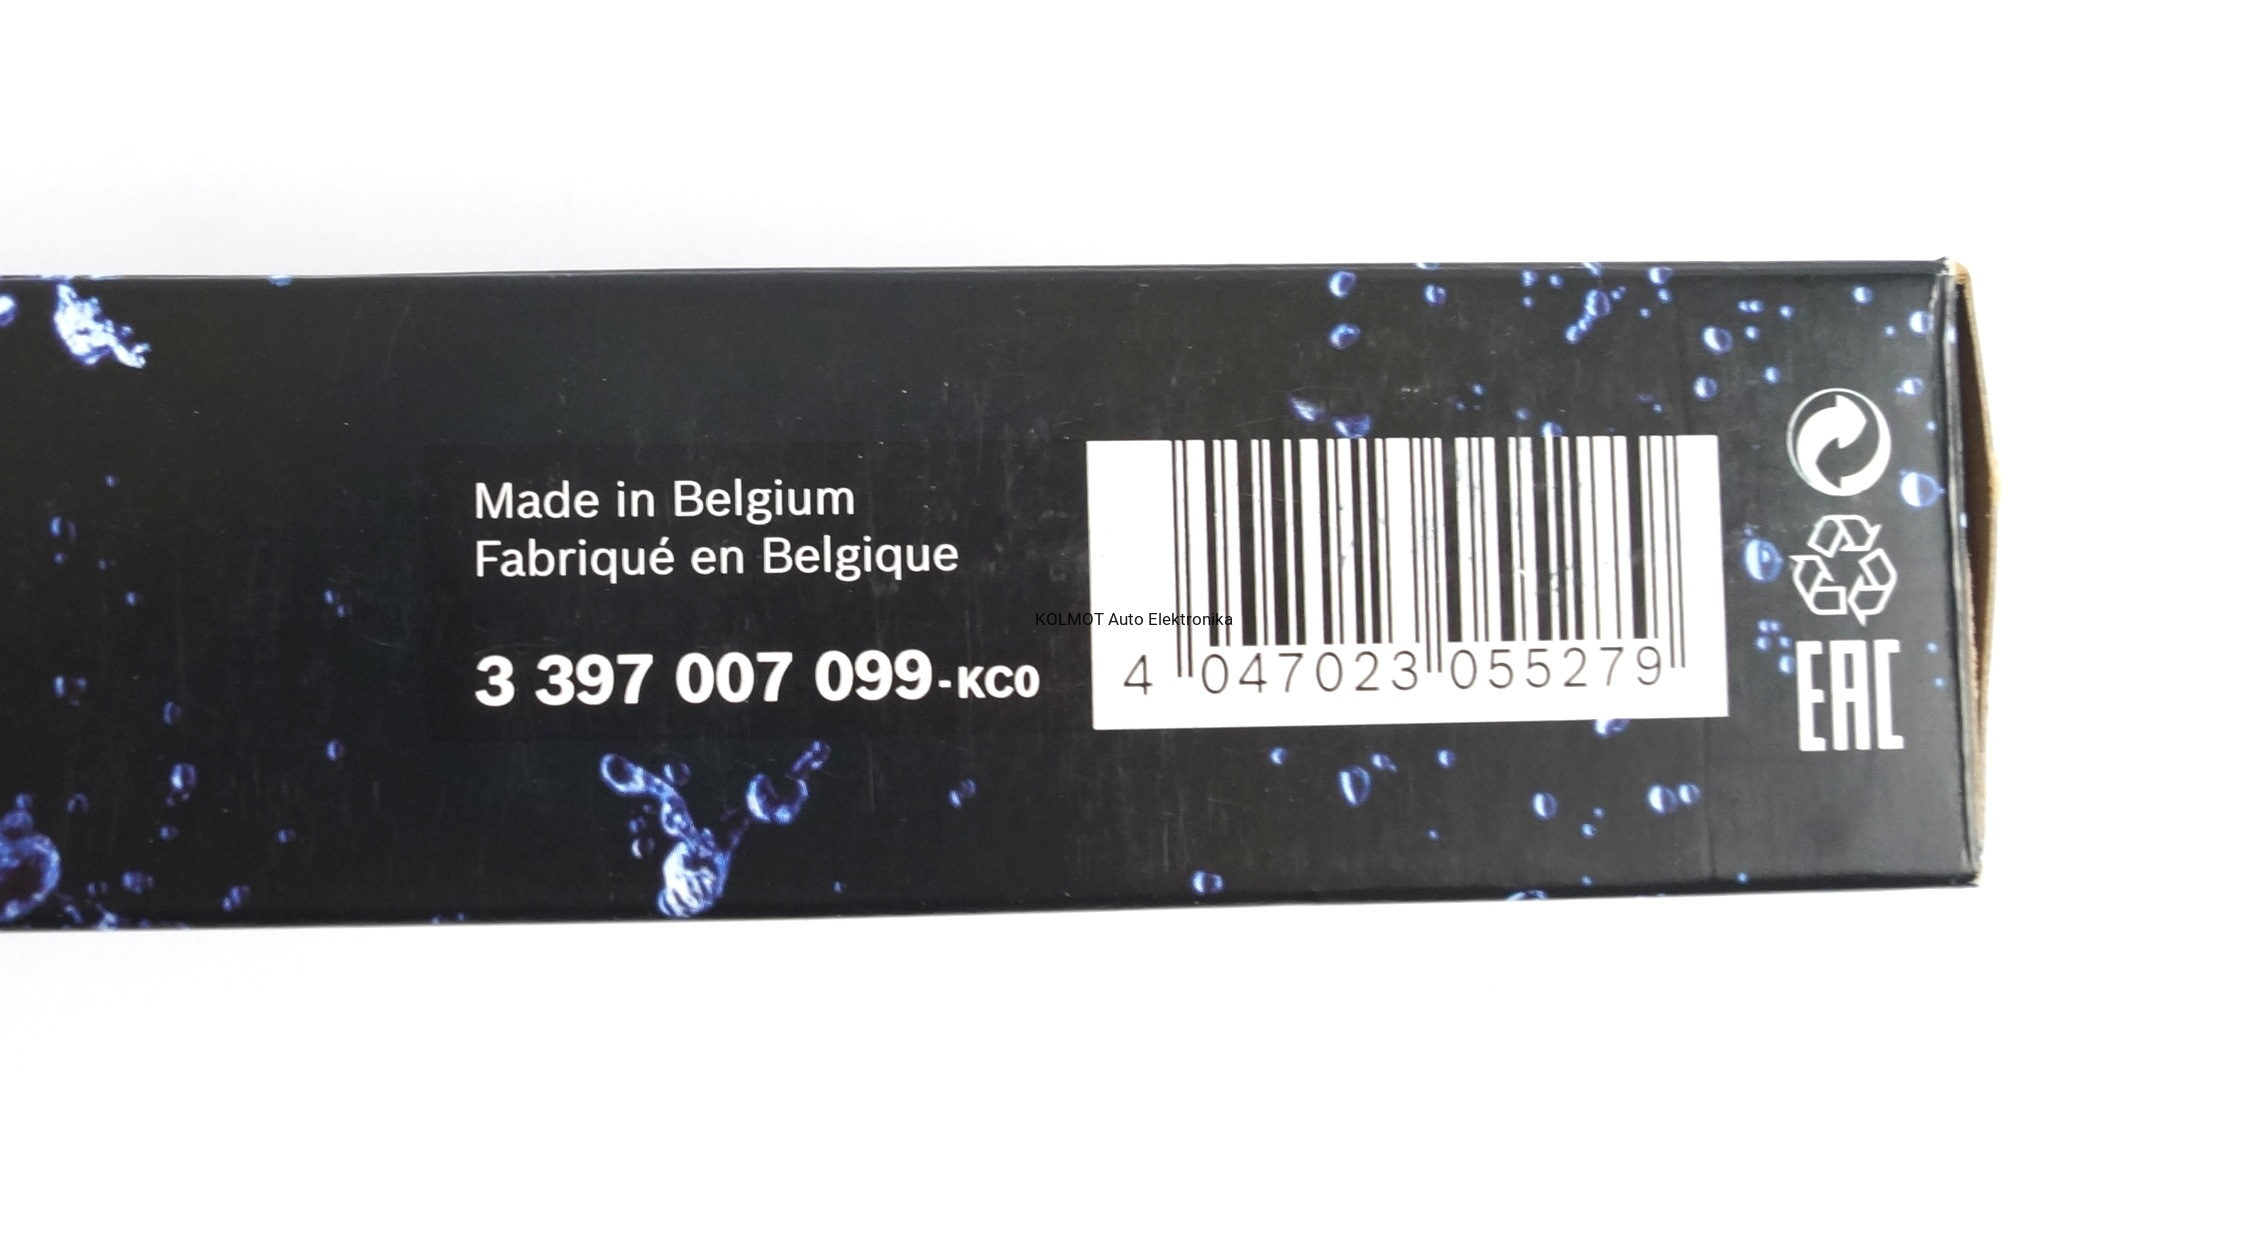 Made in Belgium
Fabriqué en Belgique
3 397 007 099-KC0
KOLMOT Auto Elektronika
4 047023 055279
EAC